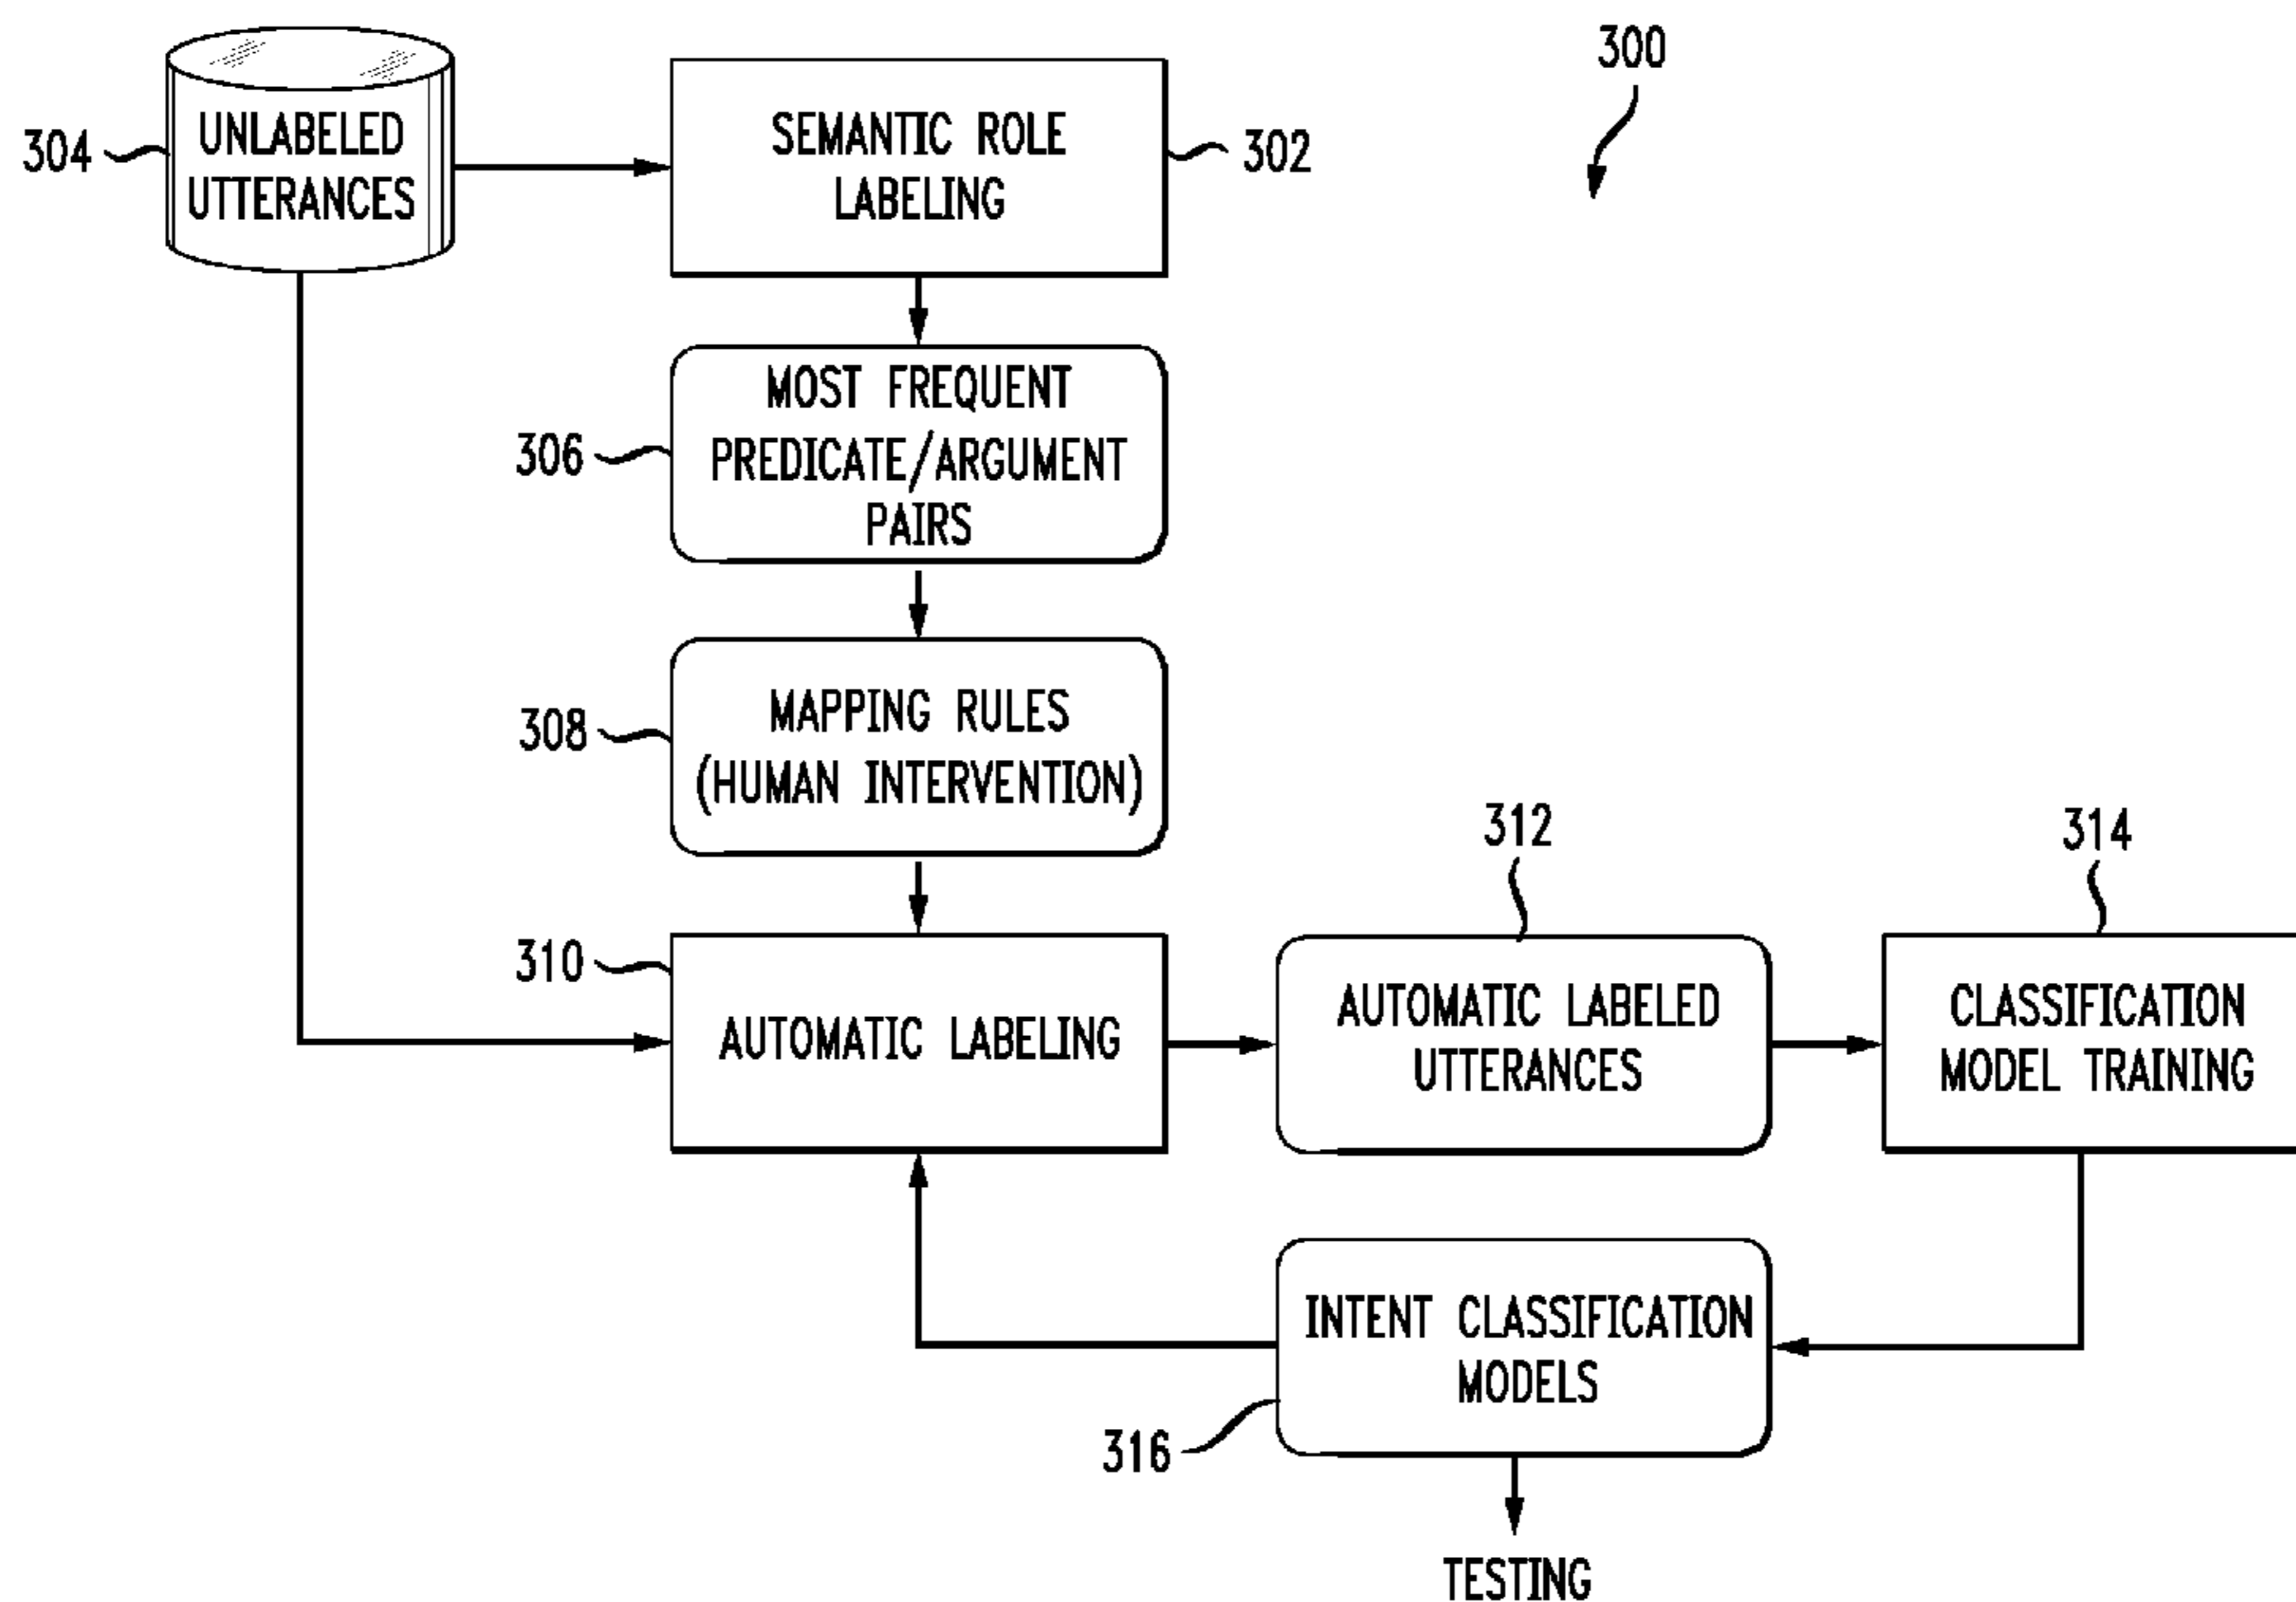 300
304
UNLABELED
UTTERANCES
SEMANTIC ROLE
LABELING
302
306
MOST FREQUENT
PREDICATE/ARGUMENT
PAIRS
308
MAPPING RULES
(HUMAN INTERVENTION)
310
AUTOMATIC LABELING
312
AUTOMATIC LABELED
UTTERANCES
314
CLASSIFICATION
MODEL TRAINING
316
INTENT CLASSIFICATION
MODELS
TESTING